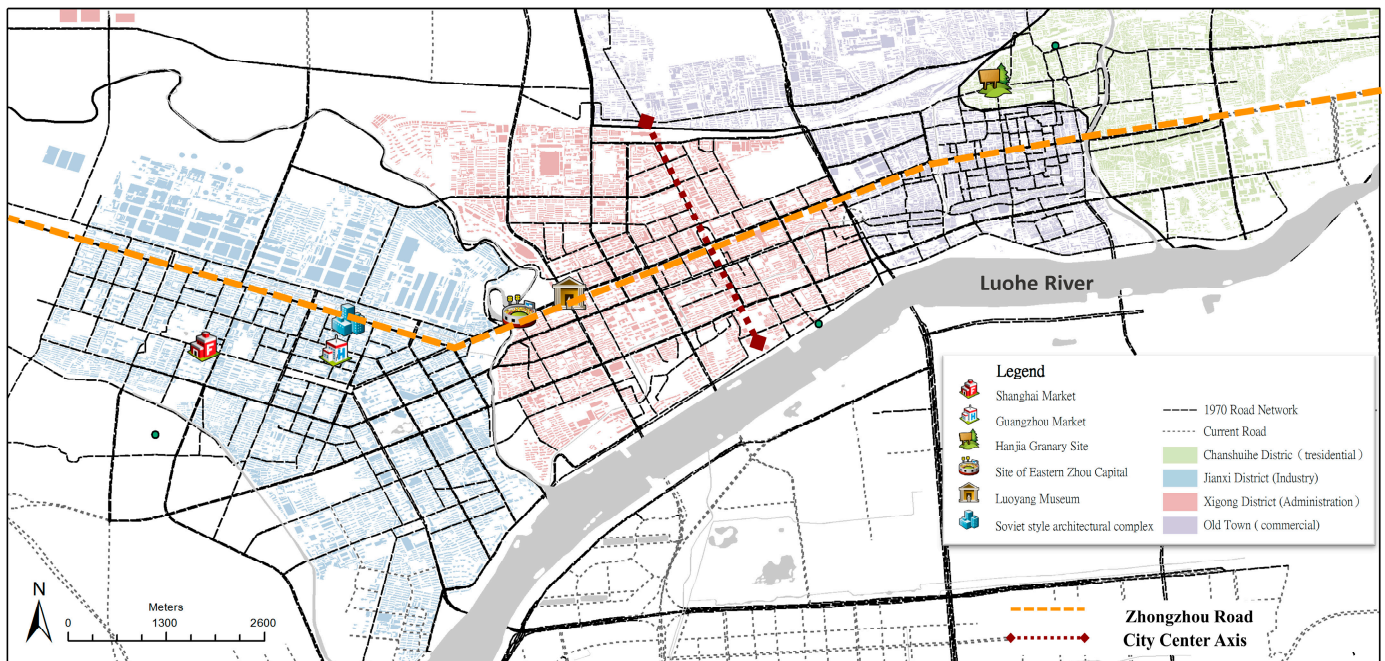 Luohe River
Legend
Shanghai Market
Guangzhou Market
Hanjia Granary Site
Site of Eastern Zhou Capital
Luoyang Museum
Soviet style architectural complex
1970 Road Network
Current Road
Chanshuihe Distric ( tresidential )
Jianxi District (Industry)
Xigong District (Administration )
Old Town ( commercial)
N
Meters
0 1300 2600
Zhongzhou Road
City Center Axis
F
H